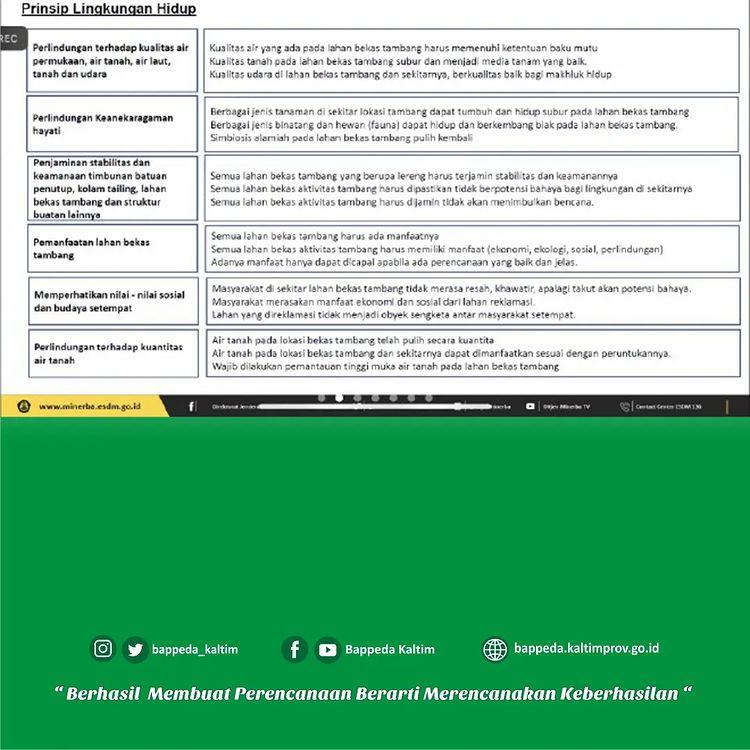 Prinsip Lingkungan Hidup
REC
Perlindungan terhadap kualitas air
permukaan, air tanah, air laut,
tanah dan udara
Kualitas air yang ada pada lahan bekas tambang harus memenuhi ketentuan baku mutu
Kualitas tanah pada lahan bekas tambang subur dan menjadi media tanam yang baik.
Kualitas udara di lahan bekas tambang dan sekitarnya, berkualitas baik bagi makhluk hidup
Perlindungan Keanekaragaman
hayati
Berbagai jenis tanaman di sekitar lokasi tambang dapat tumbuh dan hidup subur pada lahan bekas tambang
Berbagai jenis binatang dan hewan (fauna) dapat hidup dan berkembang biak pada lahan bekas tambang.
Simbiosis alamiah pada lahan bekas tambang pulih kembali
Penjaminan stabilitas dan
keamanaan timbunan batuan
penutup, kolam tailing, lahan
bekas tambang dan struktur
buatan lainnya
Semua lahan bekas tambang yang berupa lereng harus terjamin stabilitas dan keamanannya
Semua lahan bekas aktivitas tambang harus dipastikan tidak berpotensi bahaya bagi lingkungan di sekitarnya
Semua lahan bekas aktivitas tambang harus dijamin tidak akan menimbulkan bencana.
Pemanfaatan lahan bekas
tambang
Semua lahan bekas tambang harus ada manfaatnya
Semua lahan bekas aktivitas tambang harus memiliki manfaat (ekonomi, ekologi, sosial, perlindungan)
Adanya manfaat hanya dapat dicapai apabila ada perencanaan yang baik dan jelas.
Memperhatikan nilai - nilai sosial
dan budaya setempat
Masyarakat di sekitar lahan bekas tambang tidak merasa resah, khawatir, apalagi takut akan potensi bahaya.
Masyarakat merasakan manfaat ekonomi dan sosial dari lahan reklamasi.
Lahan yang direklamasi tidak menjadi obyek sengketa antar masyarakat setempat.
Perlindungan terhadap kuantitas
air tanah
Air tanah pada lokasi bekas tambang telah pulih secara kuantita
Air tanah pada lokasi bekas tambang dan sekitarnya dapat dimanfaatkan sesuai dengan peruntukannya.
Wajib dilakukan pemantauan tinggi muka air tanah pada lahan bekas tambang
www.minerba.esdm.go.id
Ditjen Minerba TV
Contact Center ESDM 136
bappeda_kaltim
Bappeda Kaltim
bappeda.kaltimprov.go.id
“ Berhasil Membuat Perencanaan Berarti Merencanakan Keberhasilan “